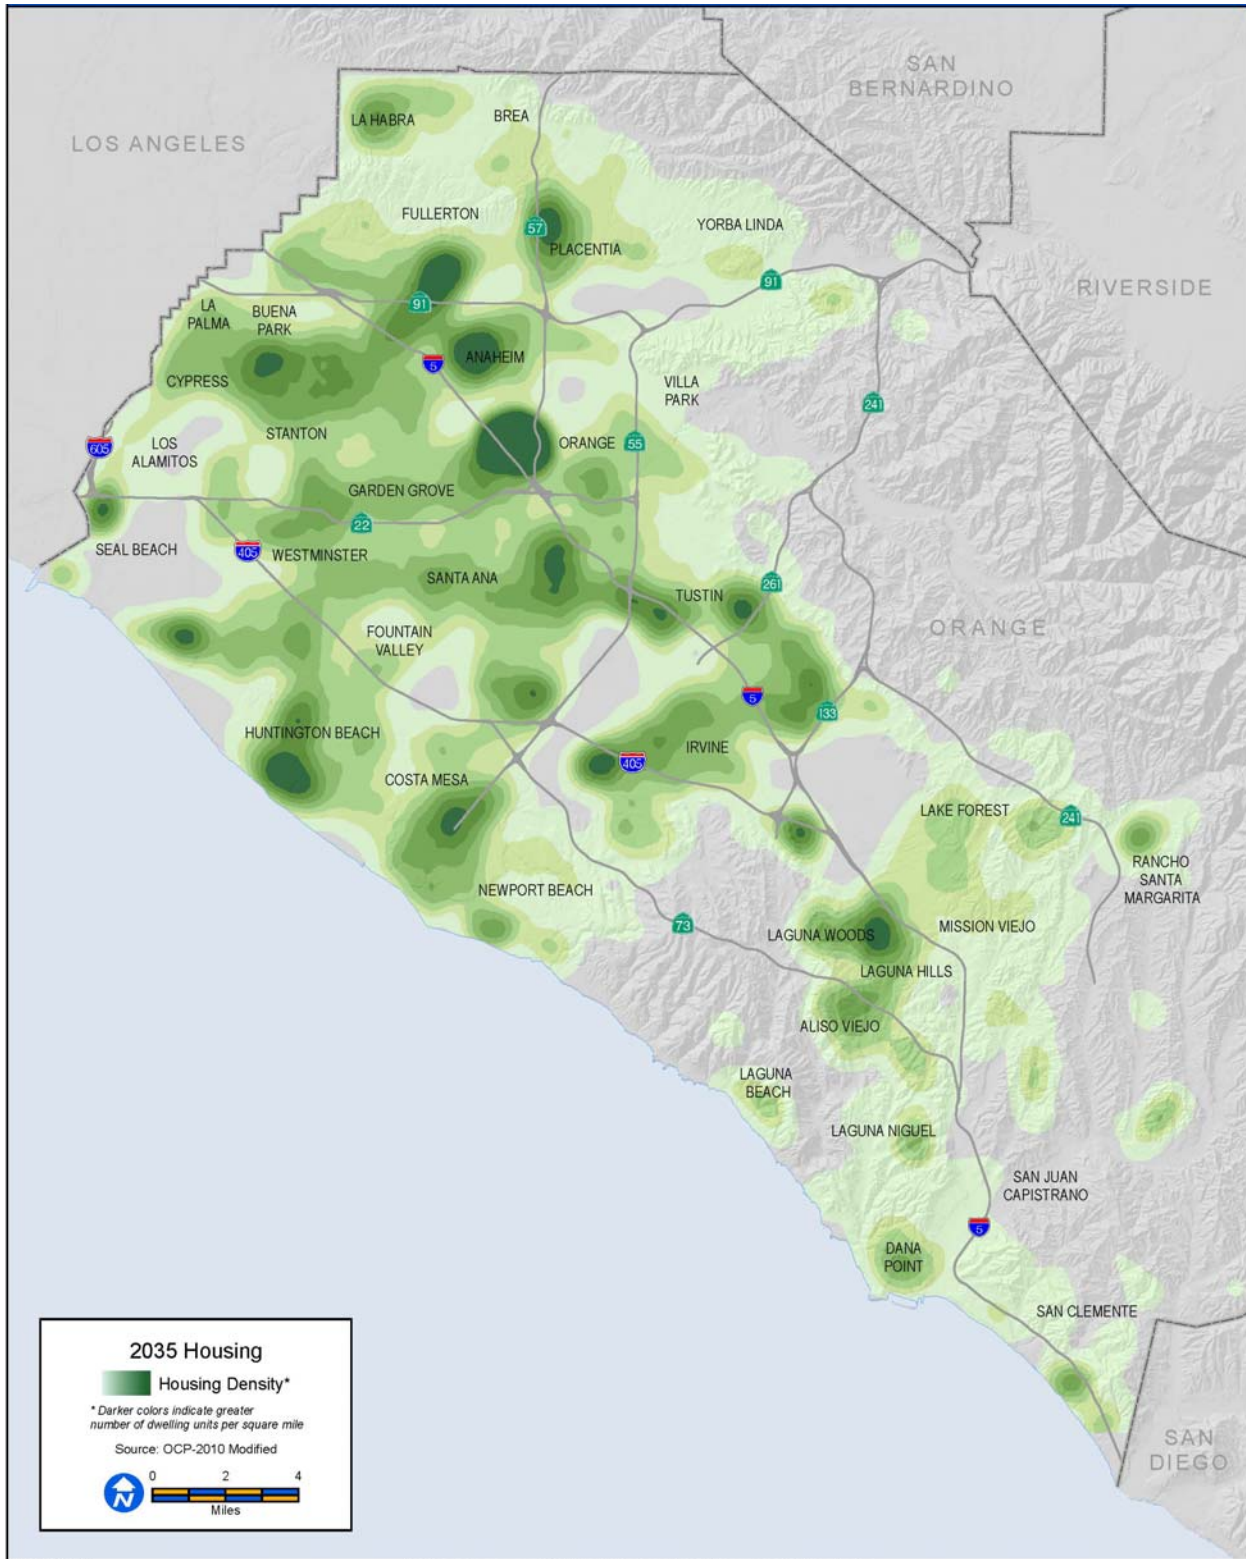 SAN
BERNARDINO
LOS ANGELES
LA HABRA
BREA
FULLERTON
57
PLACENTIA
YORBA LINDA
91
RIVERSIDE
LA
PALMA
BUENA
PARK
91
5
ANAHEIM
CYPRESS
VILLA
PARK
241
STANTON
605
LOS
ALAMITOS
ORANGE
55
GARDEN GROVE
22
SEAL BEACH
405
WESTMINSTER
SANTA ANA
TUSTIN
261
ORANGE
FOUNTAIN
VALLEY
5
133
HUNTINGTON BEACH
IRVINE
405
COSTA MESA
LAKE FOREST
241
RANCHO
SANTA
MARGARITA
NEWPORT BEACH
73
LAGUNA WOODS
MISSION VIEJO
LAGUNA HILLS
ALISO VIEJO
LAGUNA
BEACH
LAGUNA NIGUEL
SAN JUAN
CAPISTRANO
5
DANA
POINT
SAN CLEMENTE
SAN
DIEGO
2035 Housing
Housing Density*
* Darker colors indicate greater
number of dwelling units per square mile
Source: OCP-2010 Modified
N
0 2 4
Miles